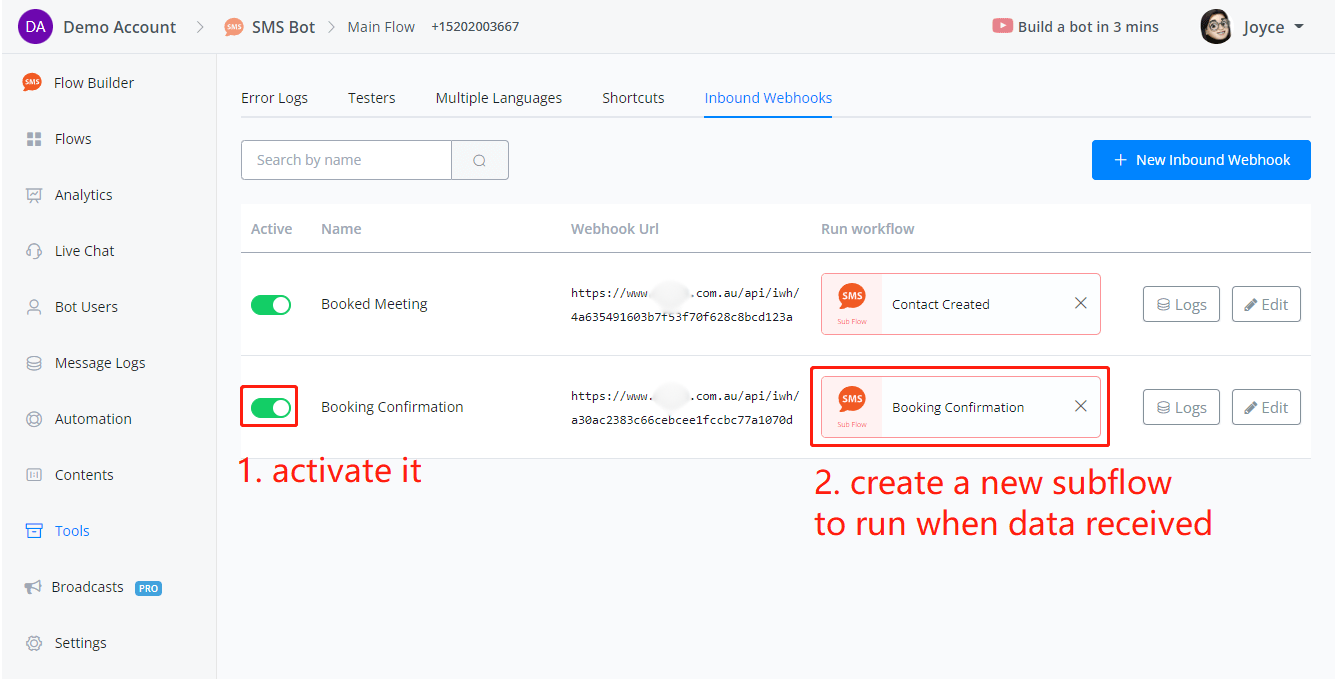 DA Demo Account > SMS SMS Bot > Main Flow +15202003667 Build a bot in 3 mins Joyce
SMS Flow Builder
Flows
Analytics
Live Chat
Bot Users
Message Logs
Automation
Contents
Tools
Broadcasts PRO
Settings
Error Logs Testers Multiple Languages Shortcuts Inbound Webhooks
Search by name + New Inbound Webhook
Active Name Webhook Url Run workflow
Booked Meeting
https://www. .com.au/api/iwh/
4a635491603b7f53f70f628c8bcd123a
SMS
Sub Flow
Contact Created
Logs Edit
Booking Confirmation
https://www. .com.au/api/iwh/
a30ac2383c66cebcee1fccbc77a1070d
SMS
Sub Flow
Booking Confirmation
Logs Edit
1. activate it
2. create a new subflow
to run when data received